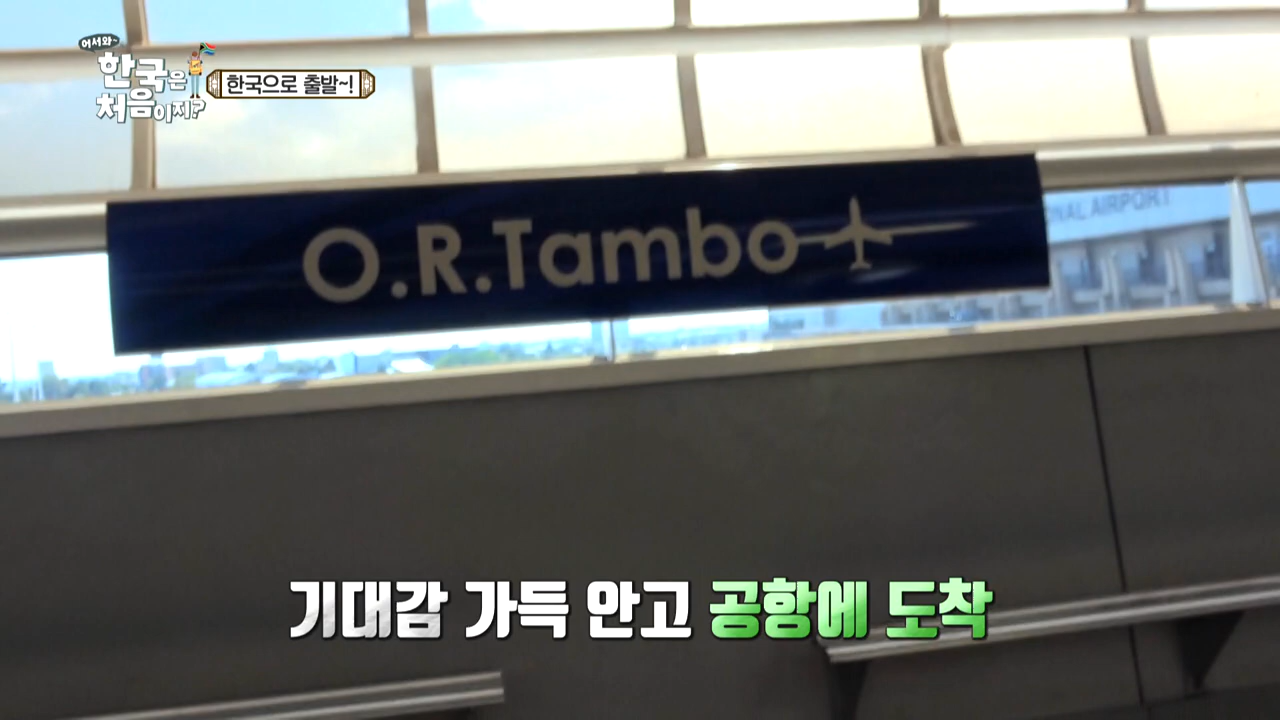 어서와~
한국은
처음이지?
한국으로 출발~!
O.R.Tambo
NAL AIRPORT
기대감 가득 안고 공항에 도착